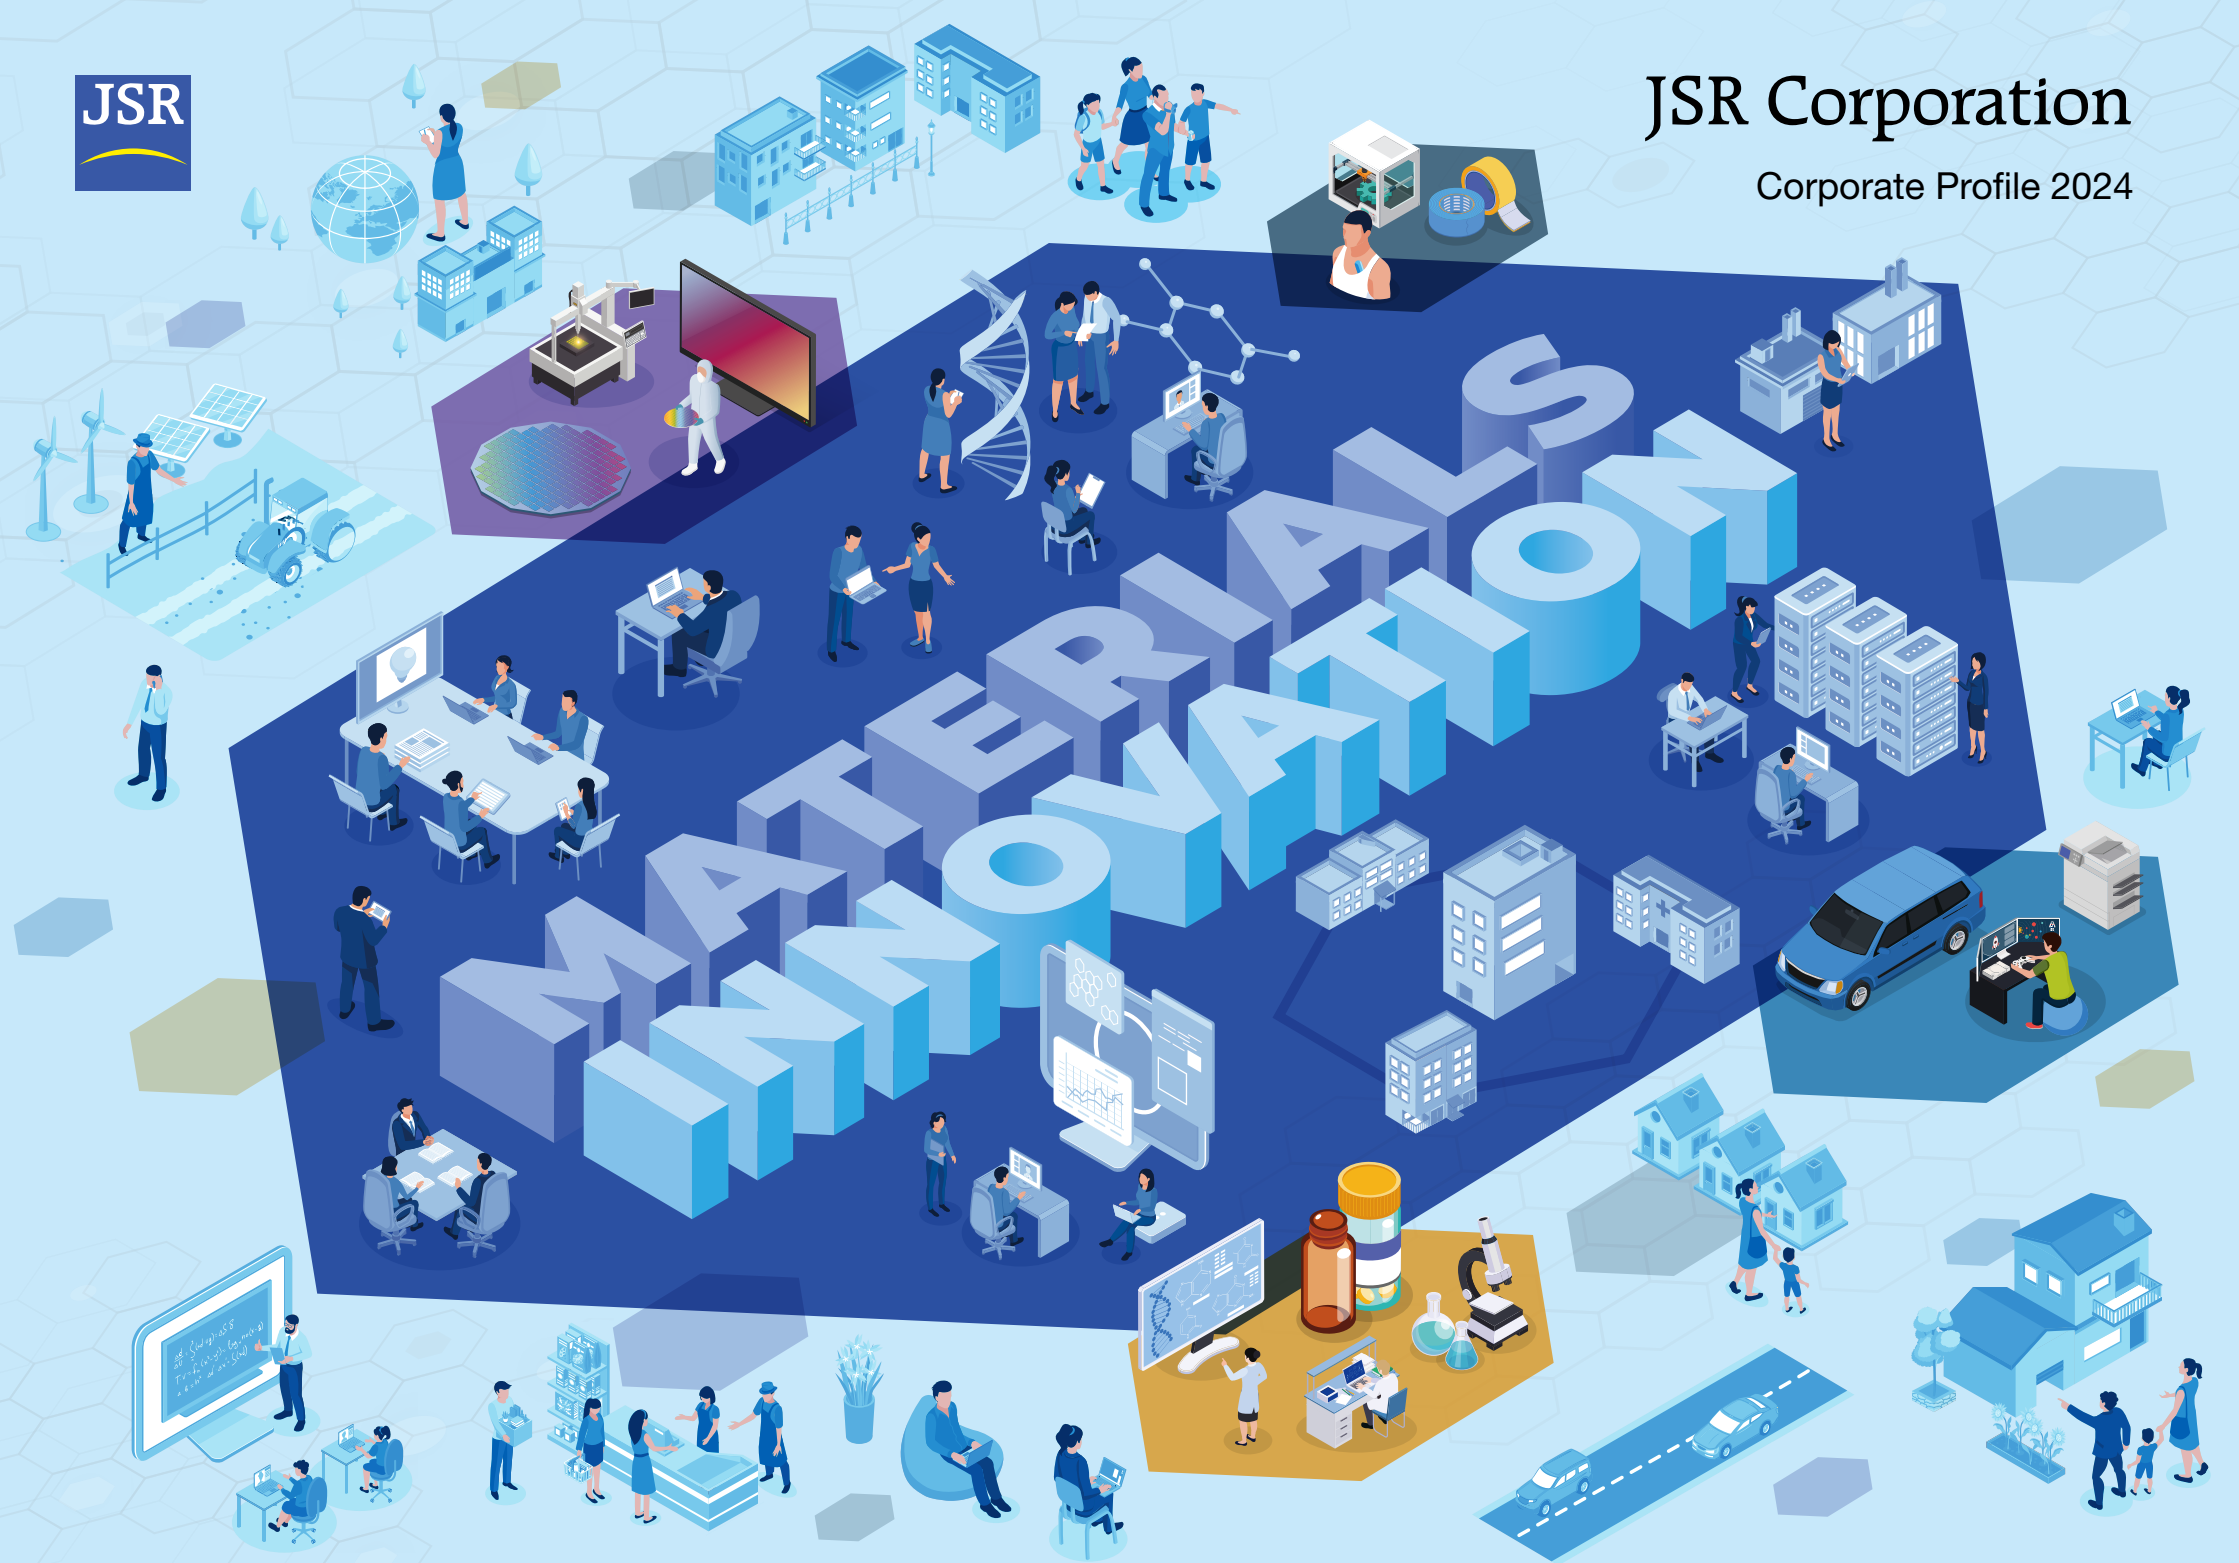 JSR
JSR Corporation
Corporate Profile 2024
MATERIALS
INNOVATION